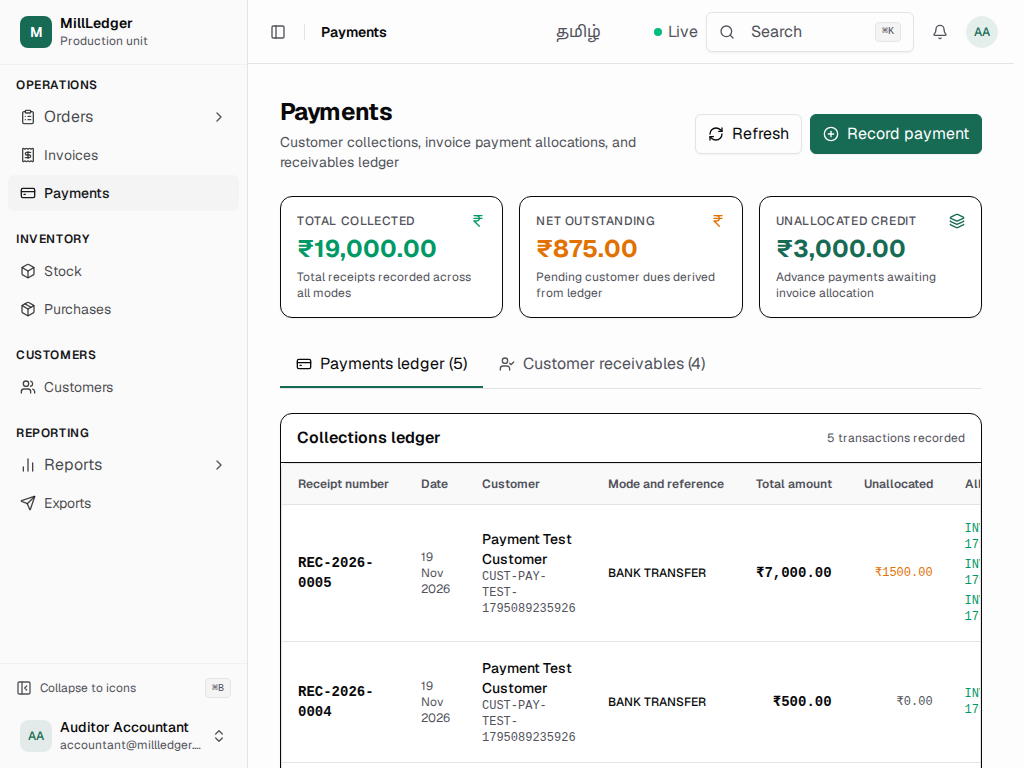 M
MillLedger
Production unit
Payments
தமிழ்
Live
Search
⌘K
AA
OPERATIONS
Orders
Invoices
Payments
INVENTORY
Stock
Purchases
CUSTOMERS
Customers
REPORTING
Reports
Exports
Collapse to icons
⌘B
AA
Auditor Accountant
accountant@millledger...
Payments
Customer collections, invoice payment allocations, and
receivables ledger
Refresh
Record payment
TOTAL COLLECTED
₹
₹19,000.00
Total receipts recorded across
all modes
NET OUTSTANDING
₹
₹875.00
Pending customer dues derived
from ledger
UNALLOCATED CREDIT
₹3,000.00
Advance payments awaiting
invoice allocation
Payments ledger (5)
Customer receivables (4)
Collections ledger
5 transactions recorded
Receipt number Date Customer Mode and reference Total amount Unallocated
REC-2026-
0005
19
Nov
2026
Payment Test
Customer
CUST-PAY-
TEST-
1795089235926
BANK TRANSFER
₹7,000.00
₹1500.00
17
17
17
REC-2026-
0004
19
Nov
2026
Payment Test
Customer
CUST-PAY-
TEST-
1795089235926
BANK TRANSFER
₹500.00
₹0.00
17